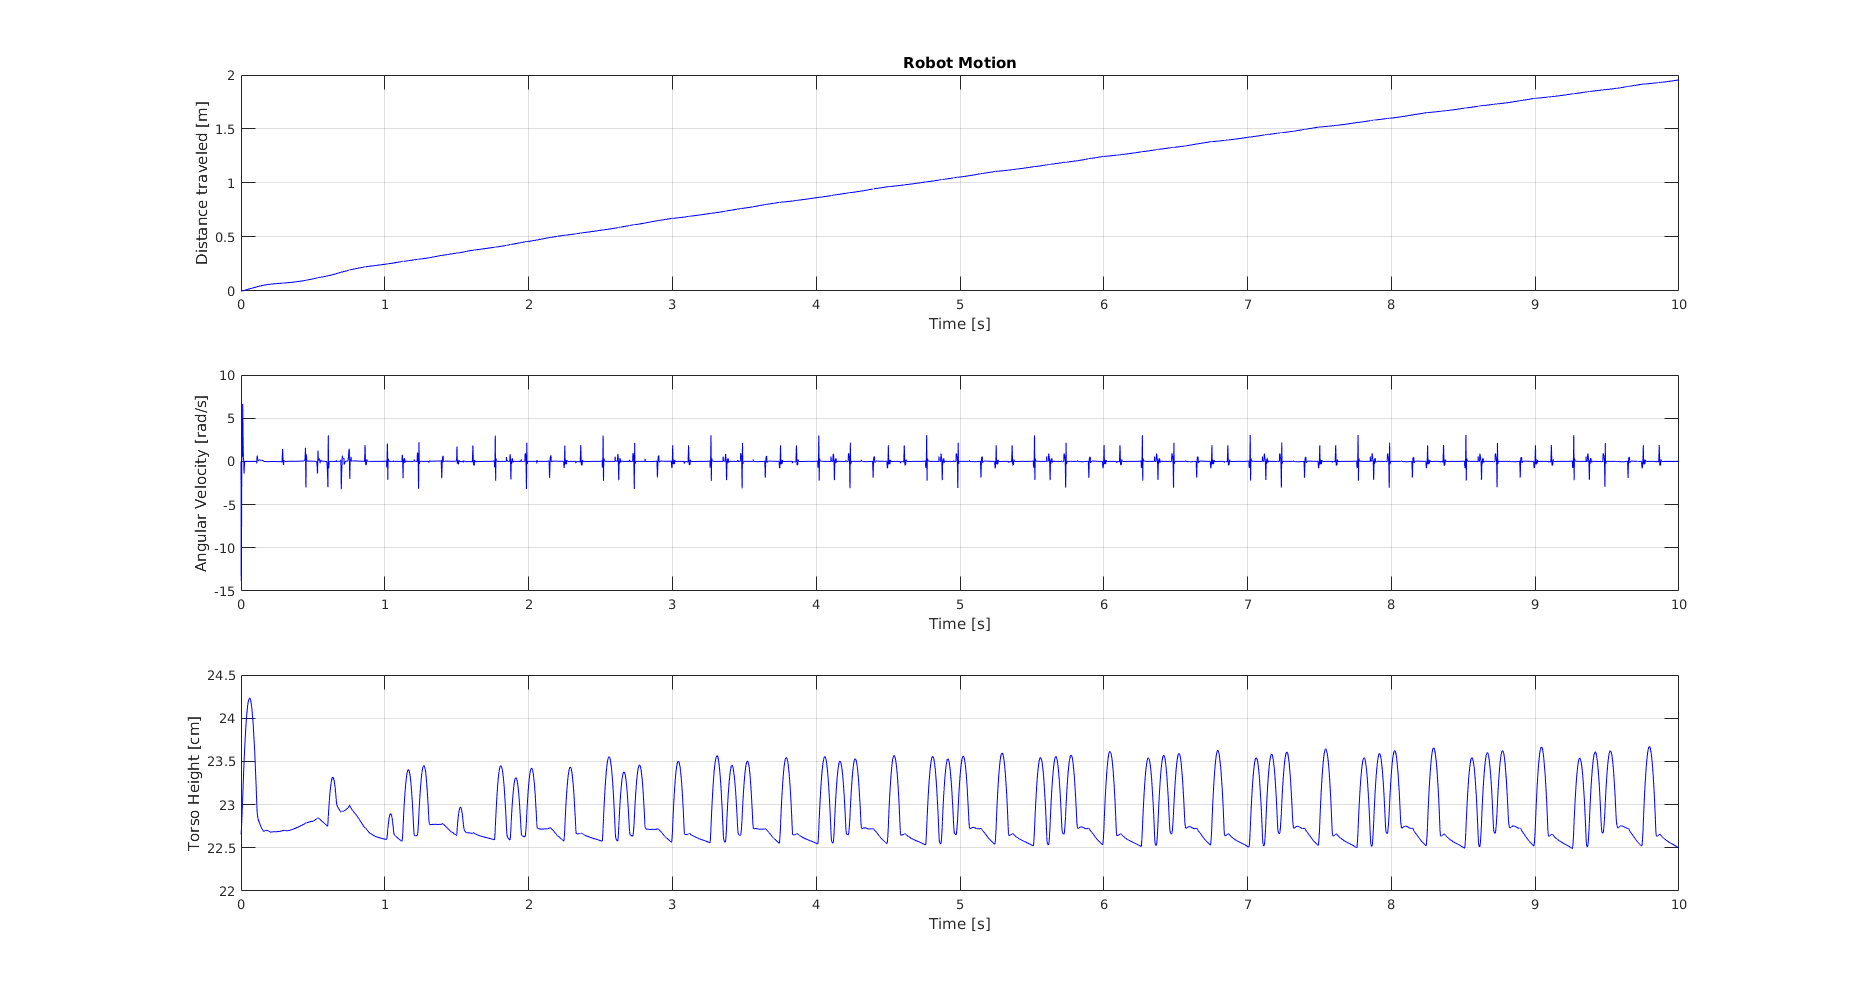 Robot Motion
Distance traveled [m]
2
1.5
1
0.5
0
0 1 2 3 4 5 6 7 8 9 10
Time [s]
Angular Velocity [rad/s]
10
5
0
-5
-10
-15
0 1 2 3 4 5 6 7 8 9 10
Time [s]
Torso Height [cm]
24.5
24
23.5
23
22.5
22
0 1 2 3 4 5 6 7 8 9 10
Time [s]